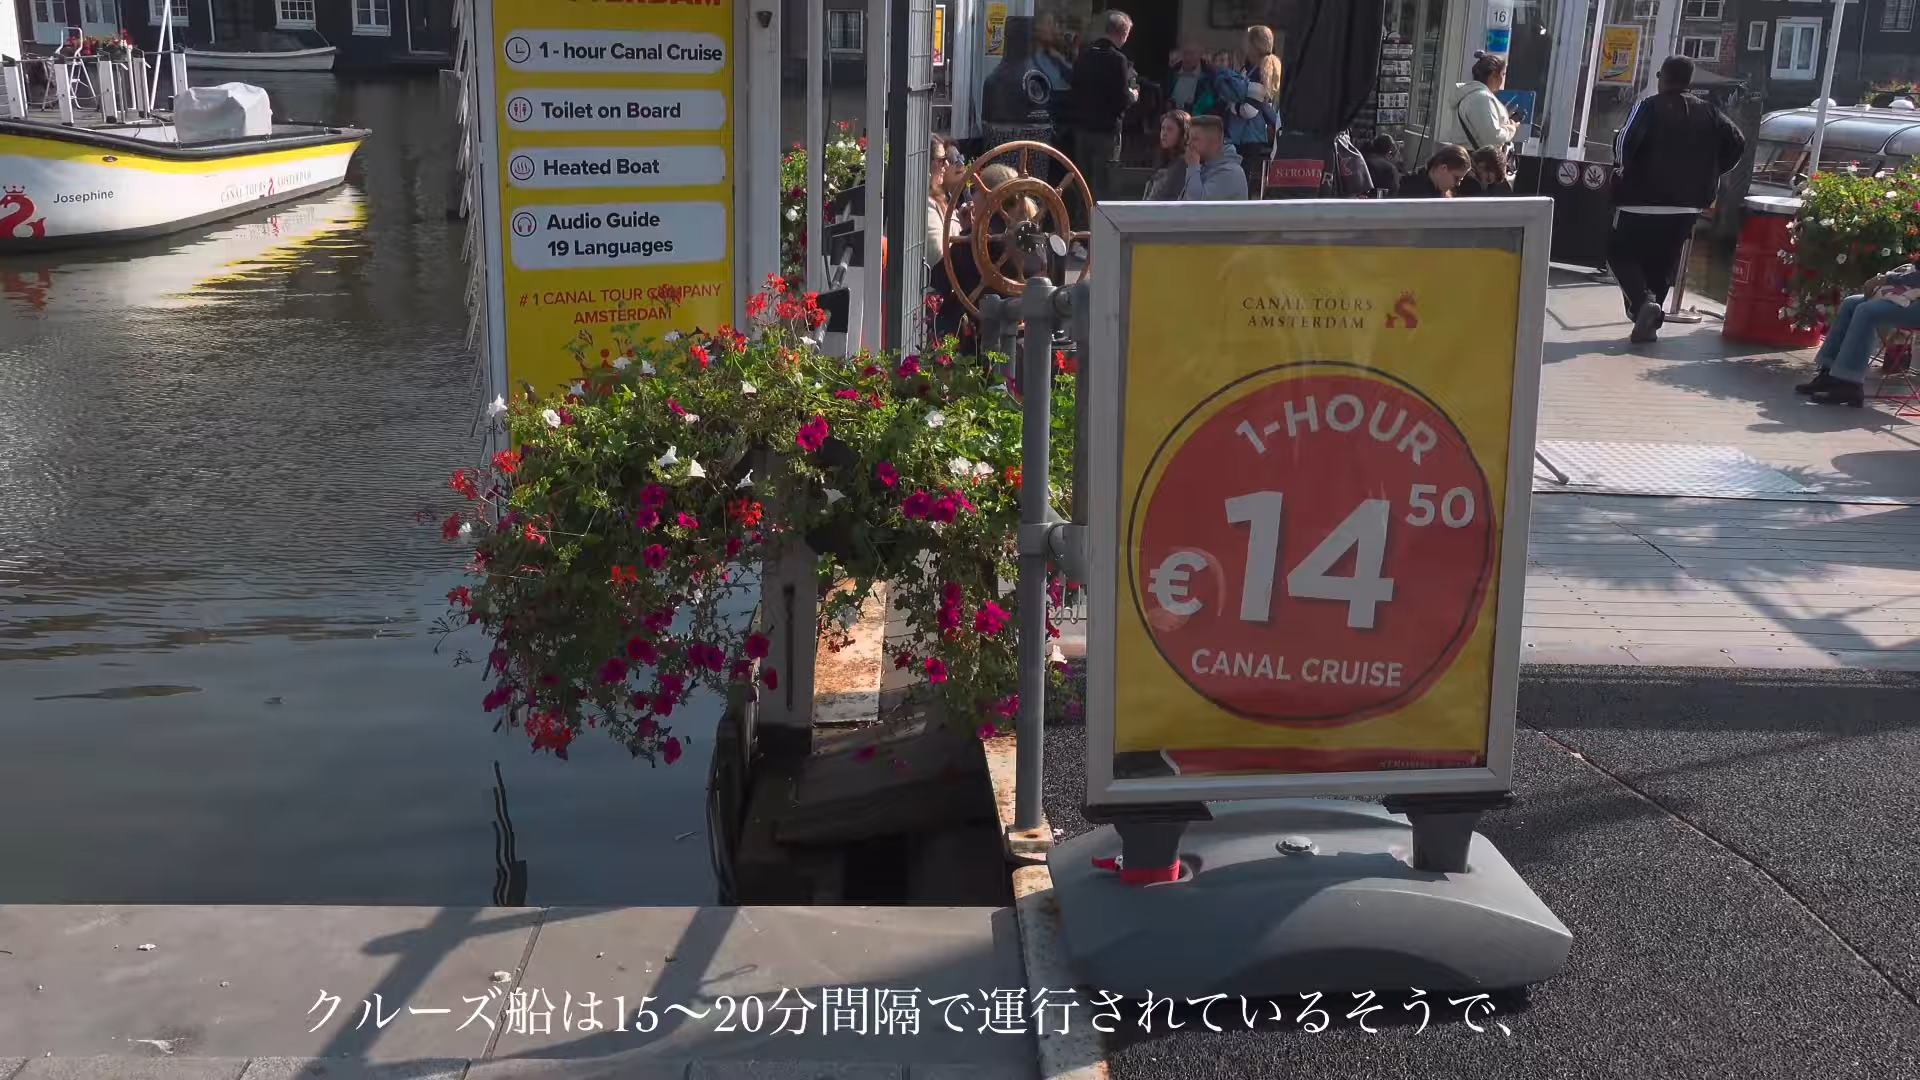 1 - hour Canal Cruise
Toilet on Board
Heated Boat
Audio Guide
19 Languages
# 1 CANAL TOUR COMPANY
AMSTERDAM
Josephine
CANAL TOURS AMSTERDAM
16
CANAL TOURS
AMSTERDAM
1-HOUR
€14 50
CANAL CRUISE
クルーズ船は15〜20分間隔で運行されているそうで、